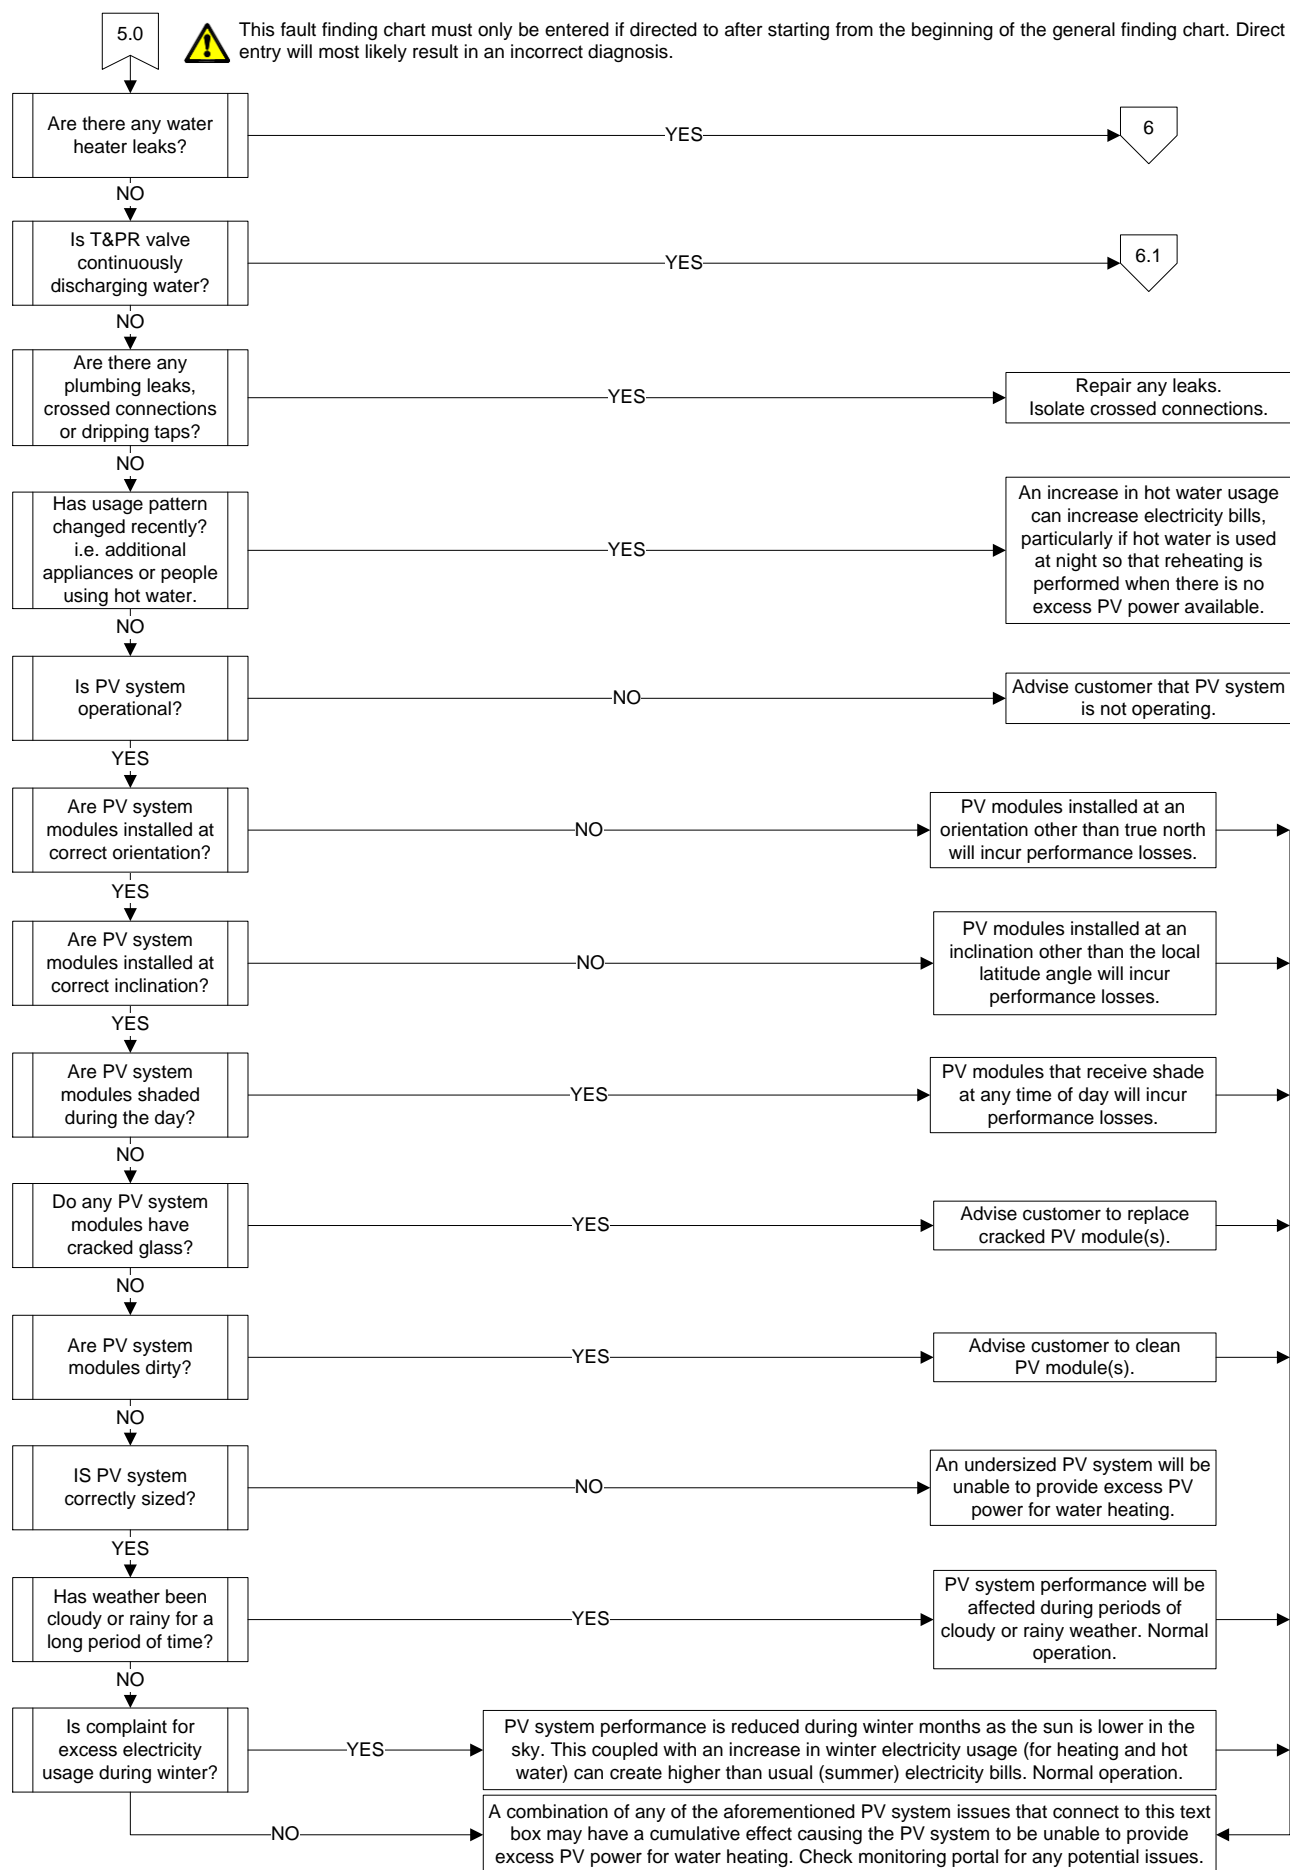 5.0
This fault finding chart must only be entered if directed to after starting from the beginning of the general finding chart. Direct
entry will most likely result in an incorrect diagnosis.
Are there any water
heater leaks?
YES
6
NO
Is T&PR valve
continuously
discharging water?
YES
6.1
NO
Are there any
plumbing leaks,
crossed connections
or dripping taps?
YES
Repair any leaks.
Isolate crossed connections.
NO
Has usage pattern
changed recently?
i.e. additional
appliances or people
using hot water.
YES
An increase in hot water usage
can increase electricity bills,
particularly if hot water is used
at night so that reheating is
performed when there is no
excess PV power available.
NO
Is PV system
operational?
NO
Advise customer that PV system
is not operating.
YES
Are PV system
modules installed at
correct orientation?
NO
PV modules installed at an
orientation other than true north
will incur performance losses.
YES
Are PV system
modules installed at
correct inclination?
NO
PV modules installed at an
inclination other than the local
latitude angle will incur
performance losses.
YES
Are PV system
modules shaded
during the day?
YES
PV modules that receive shade
at any time of day will incur
performance losses.
NO
Do any PV system
modules have
cracked glass?
YES
Advise customer to replace
cracked PV module(s).
NO
Are PV system
modules dirty?
YES
Advise customer to clean
PV module(s).
NO
IS PV system
correctly sized?
NO
An undersized PV system will be
unable to provide excess PV
power for water heating.
YES
Has weather been
cloudy or rainy for a
long period of time?
YES
PV system performance will be
affected during periods of
cloudy or rainy weather. Normal
operation.
NO
Is complaint for
excess electricity
usage during winter?
YES
PV system performance is reduced during winter months as the sun is lower in the
sky. This coupled with an increase in winter electricity usage (for heating and hot
water) can create higher than usual (summer) electricity bills. Normal operation.
NO
A combination of any of the aforementioned PV system issues that connect to this text
box may have a cumulative effect causing the PV system to be unable to provide
excess PV power for water heating. Check monitoring portal for any potential issues.